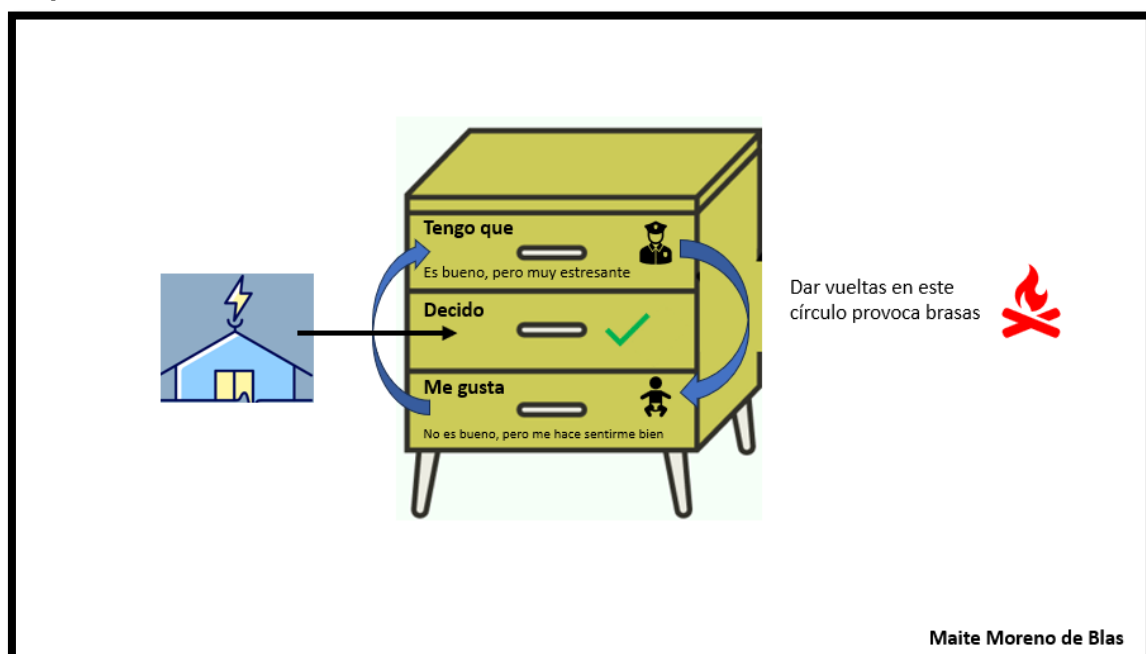 Tengo que
Es bueno, pero muy estresante
Decido
Me gusta
No es bueno, pero me hace sentirme bien
Dar vueltas en este
círculo provoca brasas
Maite Moreno de Blas